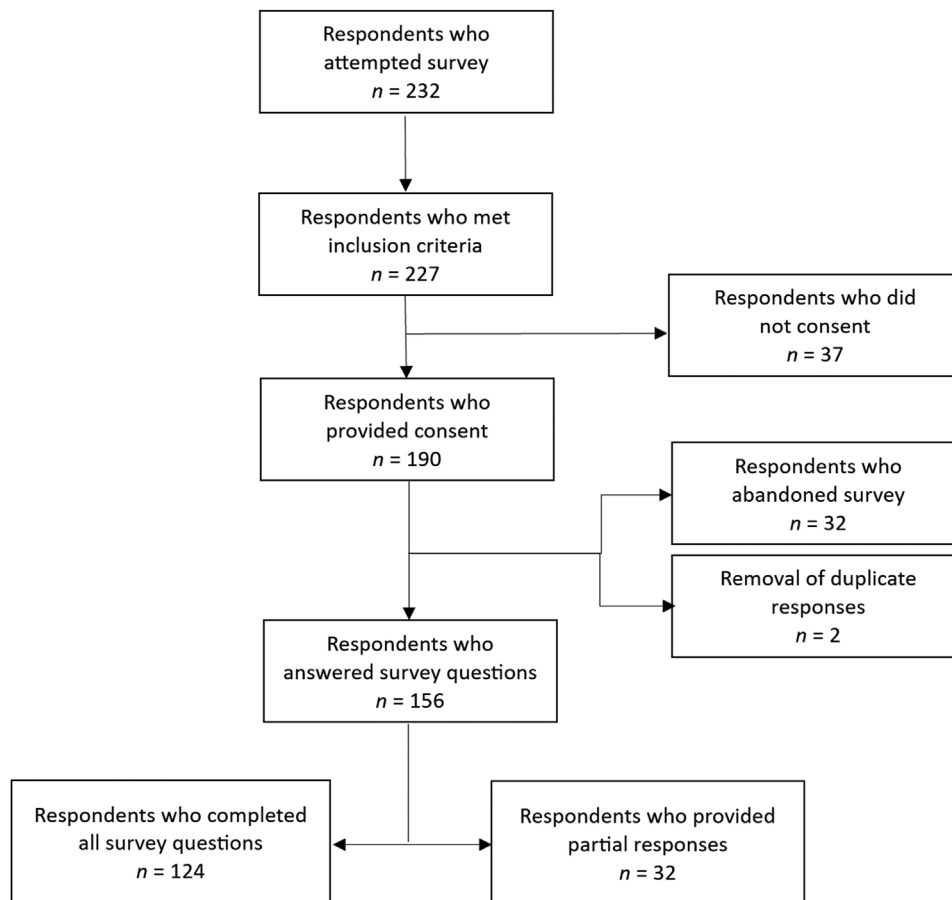 Respondents who
attempted survey
n = 232
Respondents who met
inclusion criteria
n = 227
Respondents who did
not consent
n = 37
Respondents who
provided consent
n = 190
Respondents who
abandoned survey
n = 32
Removal of duplicate
responses
n = 2
Respondents who
answered survey questions
n = 156
Respondents who completed
all survey questions
n = 124
Respondents who provided
partial responses
n = 32